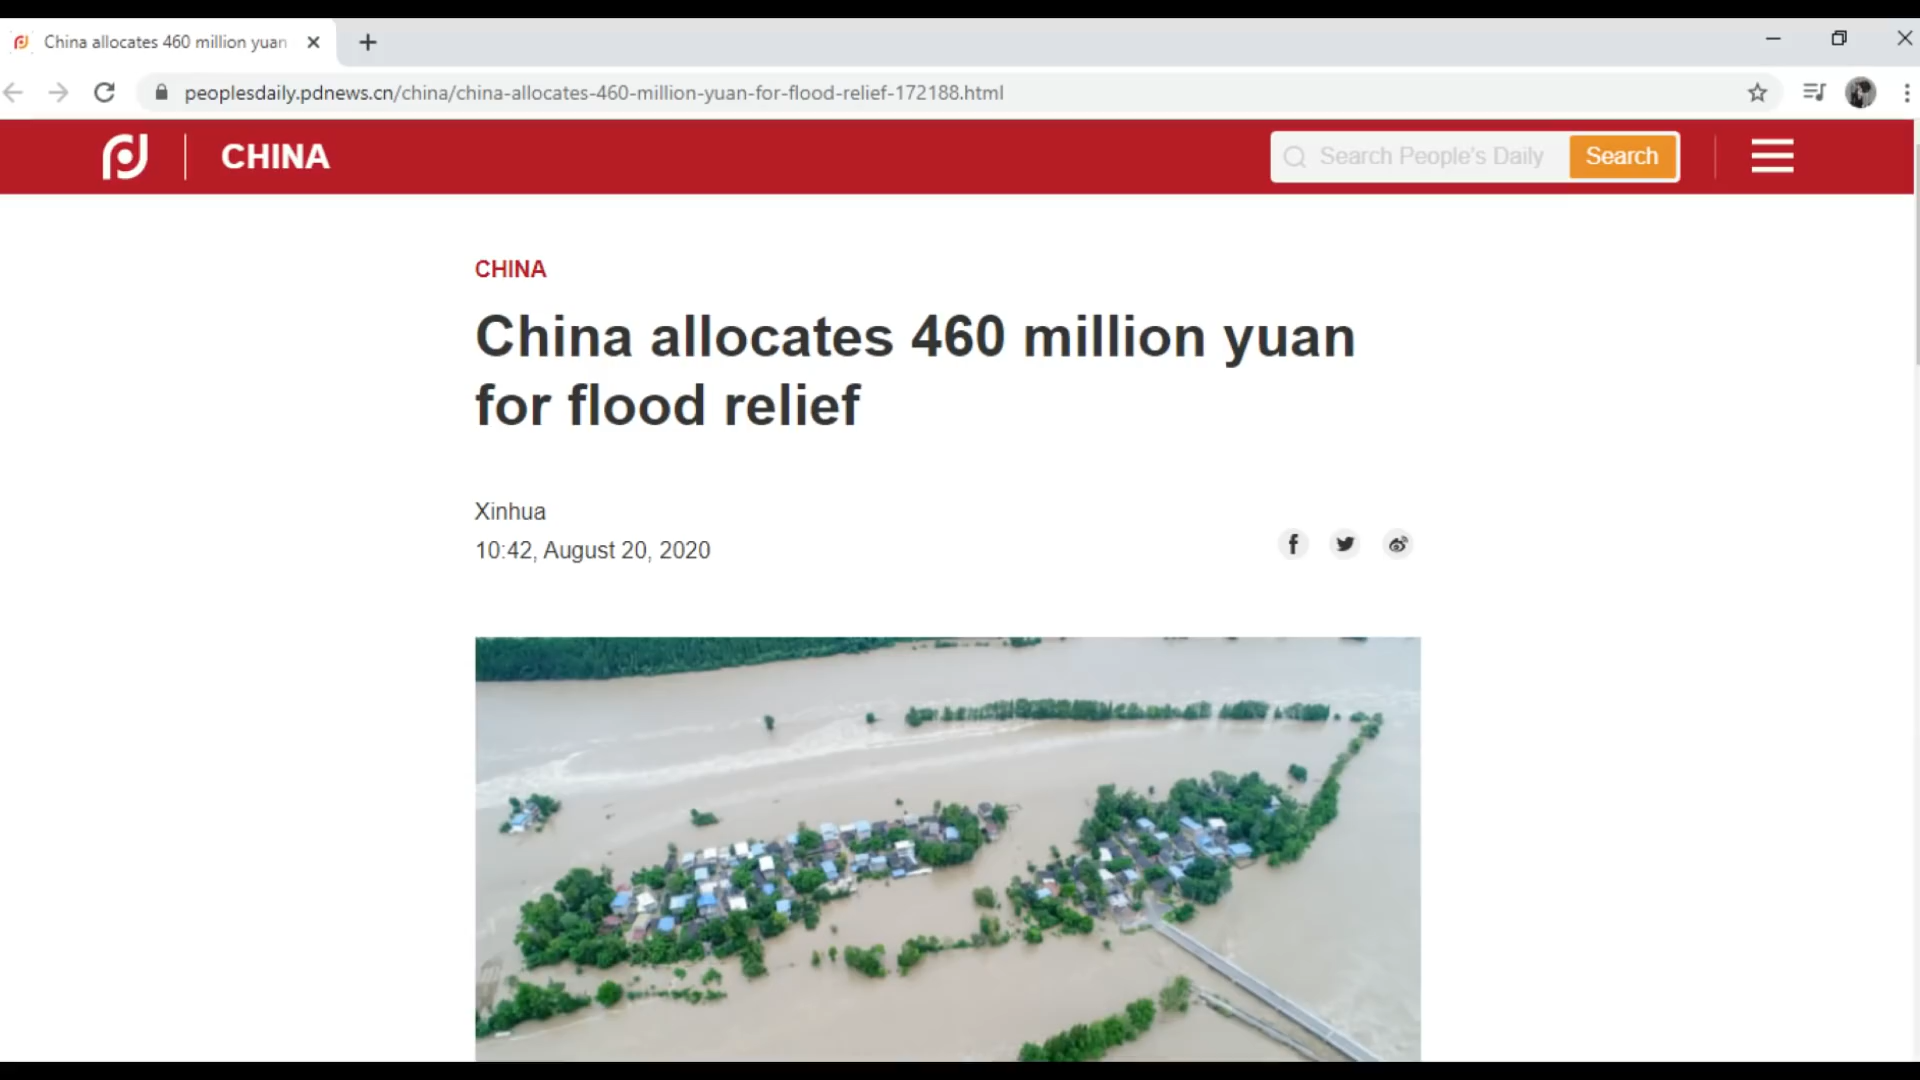 China allocates 460 million yuan
peoplesdaily.pdnews.cn/china/china-allocates-460-million-yuan-for-flood-relief-172188.html
CHINA
Search People's Daily
Search
CHINA
China allocates 460 million yuan
for flood relief
Xinhua
10:42, August 20, 2020